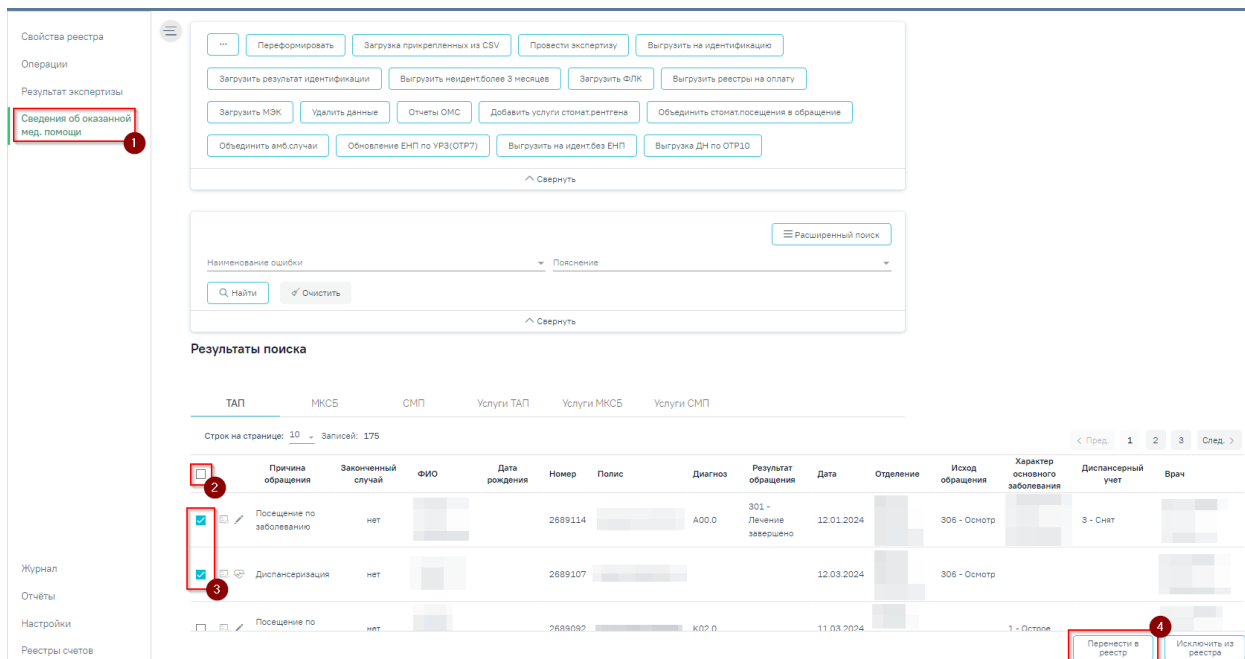 Свойства реестра
Операции
Результат экспертизы
Сведения об оказанной
мед. помощи
1
... Переформировать Загрузка прикрепленных из CSV Провести экспертизу Выгрузить на идентификацию
Загрузить результат идентификации Выгрузить неидент.более 3 месяцев Загрузить ФЛК Выгрузить реестры на оплату
Загрузить МЭК Удалить данные Отчеты ОМС Добавить услуги стомат.рентгена Объединить стомат.посещения в обращение
Объединить амб.случаи Обновление ЕНП по УРЗ(ОТР7) Выгрузить на идент.без ЕНП Выгрузка ДН по ОТР10
Свернуть
Расширенный поиск
Наименование ошибки Пояснение
Найти Очистить
Свернуть
Результаты поиска
ТАП МКСБ СМП Услуги ТАП Услуги МКСБ Услуги СМП
Строк на странице: 10 Записей: 175 < Пред. 1 2 3 След. >
Причина
обращения
Законченный
случай
ФИО
Дата
рождения
Номер
Полис
Диагноз
Результат
обращения
Дата
Отделение
Исход
обращения
Характер
основного
заболевания
Диспансерный
учет
Врач
2
Посещение по
заболеванию
нет
2689114
A00.0
301 -
Лечение
завершено
12.01.2024
306 - Осмотр
3 - Снят
Диспансеризация
нет
2689107
12.03.2024
306 - Осмотр
3
Посещение по
нет
2689092
K02.0
11.03.2024
1 - Острое
4
Перенести в
реестр
Исключить из
реестра
Журнал
Отчёты
Настройки
Реестры счетов